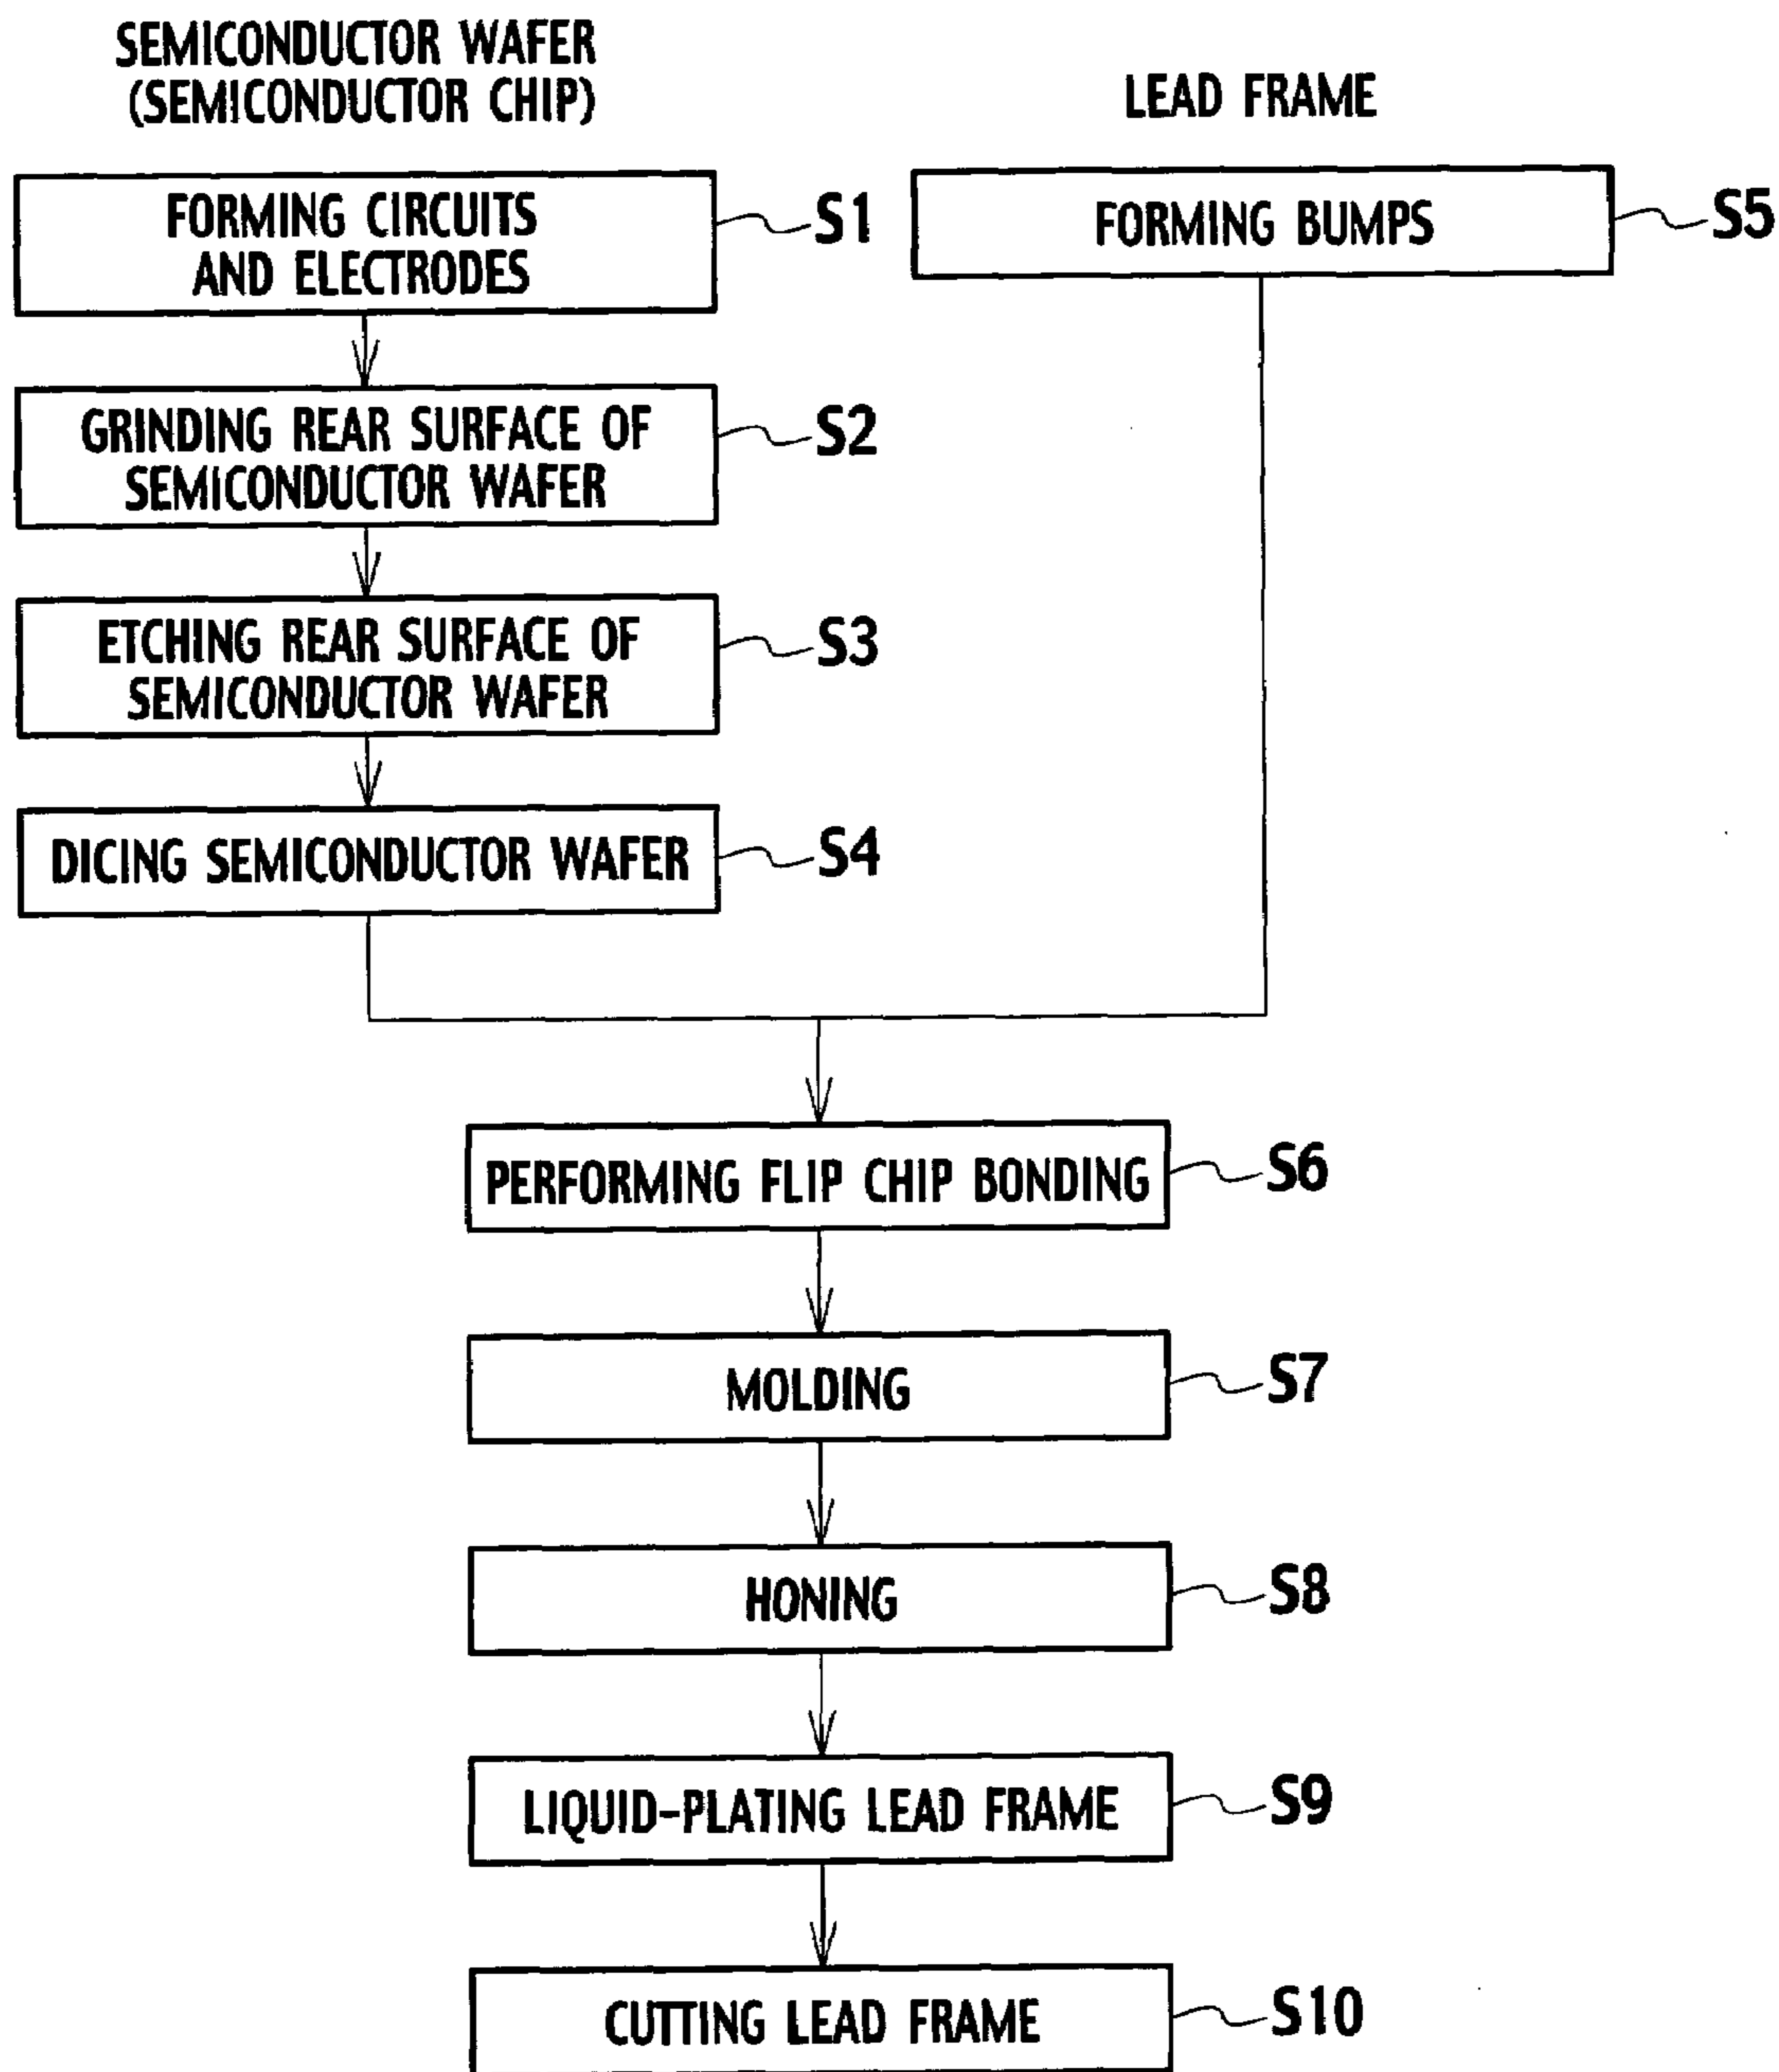 SEMICONDUCTOR WAFER
(SEMICONDUCTOR CHIP)
LEAD FRAME
FORMING CIRCUITS
AND ELECTRODES
S1
FORMING BUMPS
S5
GRINDING REAR SURFACE OF
SEMICONDUCTOR WAFER
S2
ETCHING REAR SURFACE OF
SEMICONDUCTOR WAFER
S3
DICING SEMICONDUCTOR WAFER
S4
PERFORMING FLIP CHIP BONDING
S6
MOLDING
S7
HONING
S8
LIQUID-PLATING LEAD FRAME
S9
CUTTING LEAD FRAME
S10